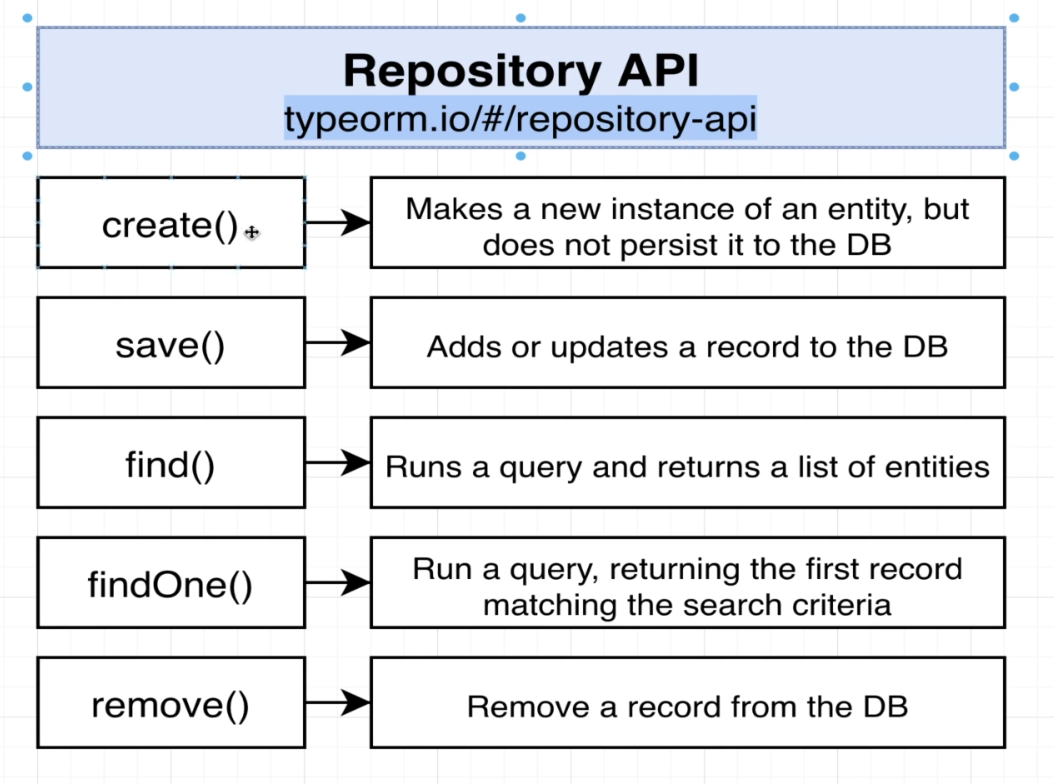 Repository API
typeorm.io/#/repository-api
create()
Makes a new instance of an entity, but
does not persist it to the DB
save()
Adds or updates a record to the DB
find()
Runs a query and returns a list of entities
findOne()
Run a query, returning the first record
matching the search criteria
remove()
Remove a record from the DB